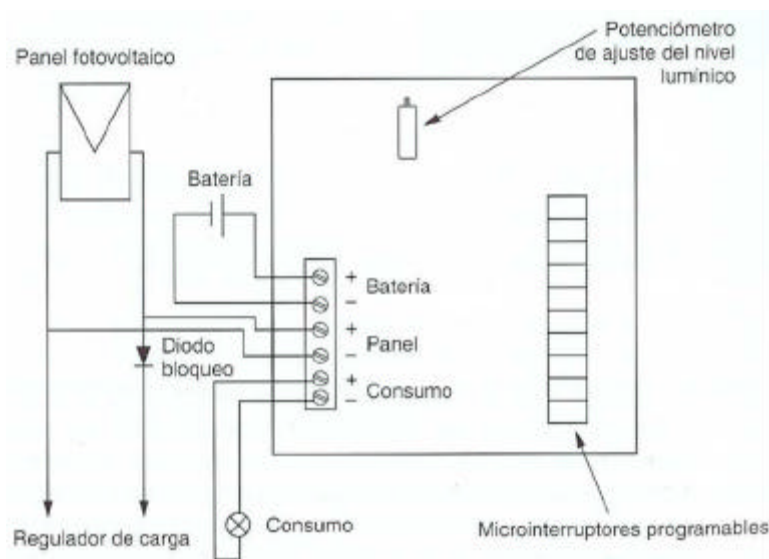 Potenciómetro
de ajuste del nivel
lumínico
Panel fotovoltaico
Batería
+
Batería
−
+
Panel
−
Diodo
bloqueo
+
Consumo
−
Consumo
Regulador de carga
Microinterruptores programables